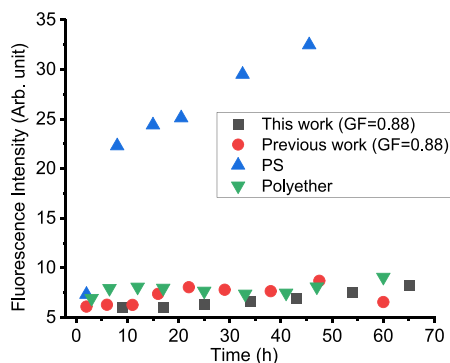 Fluorescence Intensity (Arb. unit)
35
30
25
20
15
10
5
This work (GF=0.88)
Previous work (GF=0.88)
PS
Polyether
0 10 20 30 40 50 60 70
Time (h)